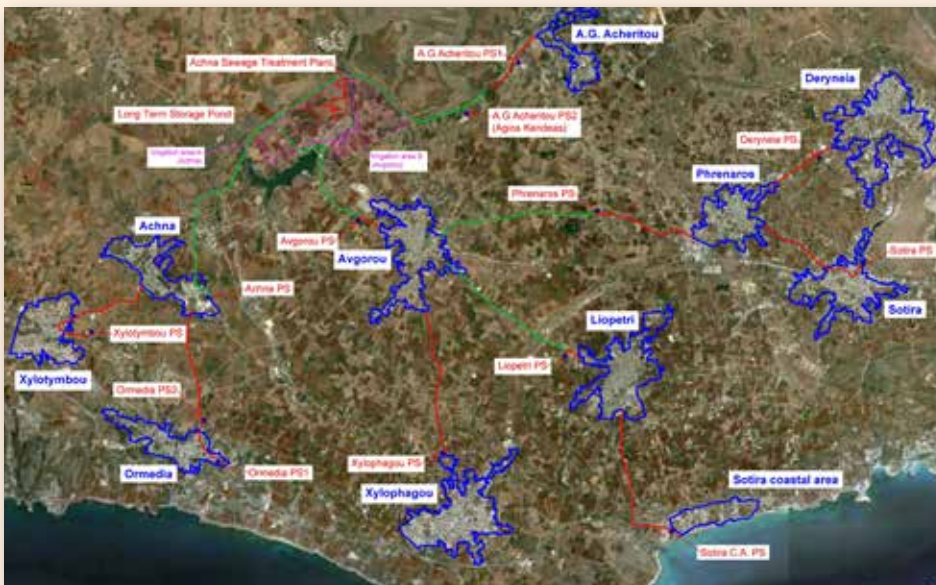 A.G. Acheritou
A.G Acheritou PS1
Achna Sewage Treatment Plant
Deryneia
Long Term Storage Pond
A.G Acheritou PS2
(Agios Kendeas)
Deryneia PS
Irrigation area B
Phrenaros
Phrenaros PS
Achna
Avgorou PS
Avgorou
Sotira PS
Achna PS
Sotira
Liopetri
Xylotymbou PS
Liopetri PS
Xylotymbou
Ormedia PS2
Ormedia
Ormedia PS1
Xylophagou PS
Xylophagou
Sotira coastal area
Sotira C.A. PS